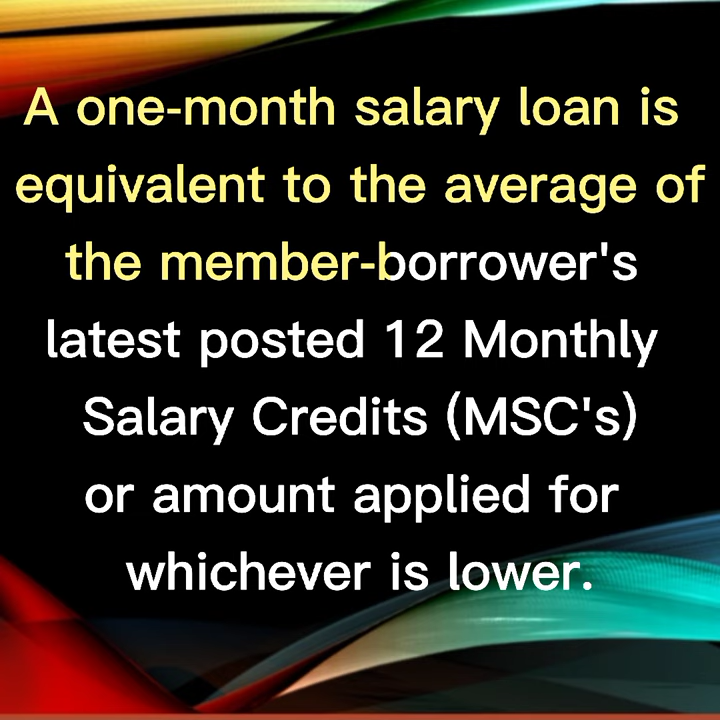 A one-month salary loan is
equivalent to the average of
the member-borrower's
latest posted 12 Monthly
Salary Credits (MSC's)
or amount applied for
whichever is lower.